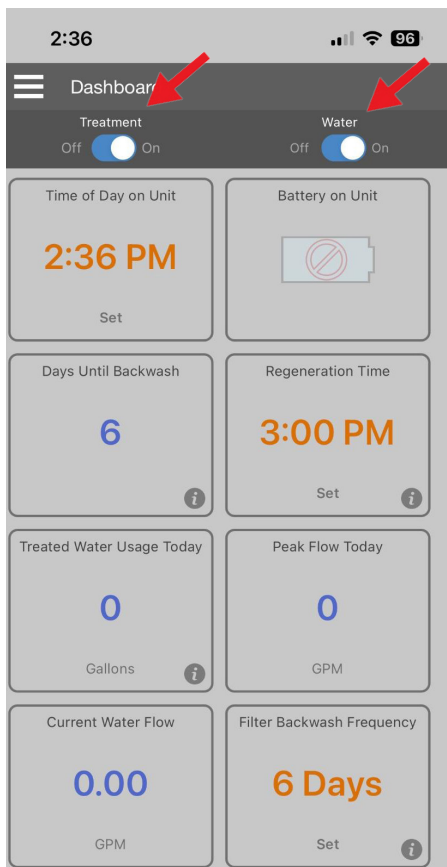 2:36
96
Dashboard
Treatment
Water
Off On
Off On
Time of Day on Unit
Battery on Unit
2:36 PM
Set
Days Until Backwash
Regeneration Time
6
3:00 PM
Set
i
i
Treated Water Usage Today
Peak Flow Today
0
0
Gallons
GPM
i
Current Water Flow
Filter Backwash Frequency
0.00
6 Days
GPM
Set
i